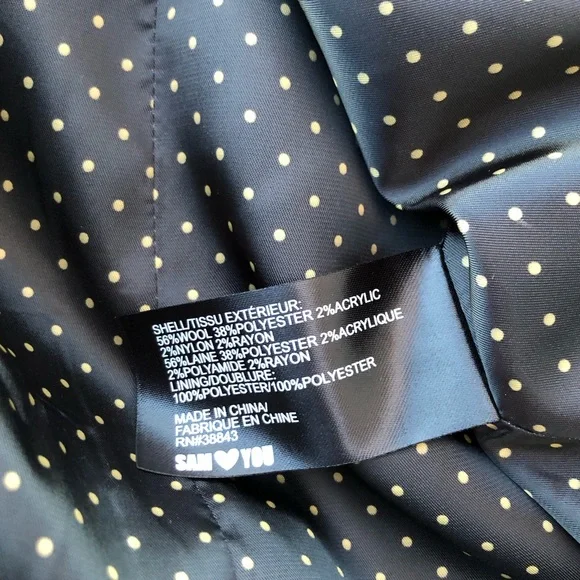 SHELL/TISSU EXTÉRIEUR:
56%WOOL 38%POLYESTER 2%ACRYLIC
2%NYLON 2%RAYON
56%LAINE 38%POLYESTER 2%ACRYLIQUE
2%POLYAMIDE 2%RAYON
LINING/DOUBLURE:
100%POLYESTER/100%POLYESTER
MADE IN CHINA/
FABRIQUE EN CHINE
RN#38843
SAM♥YOU